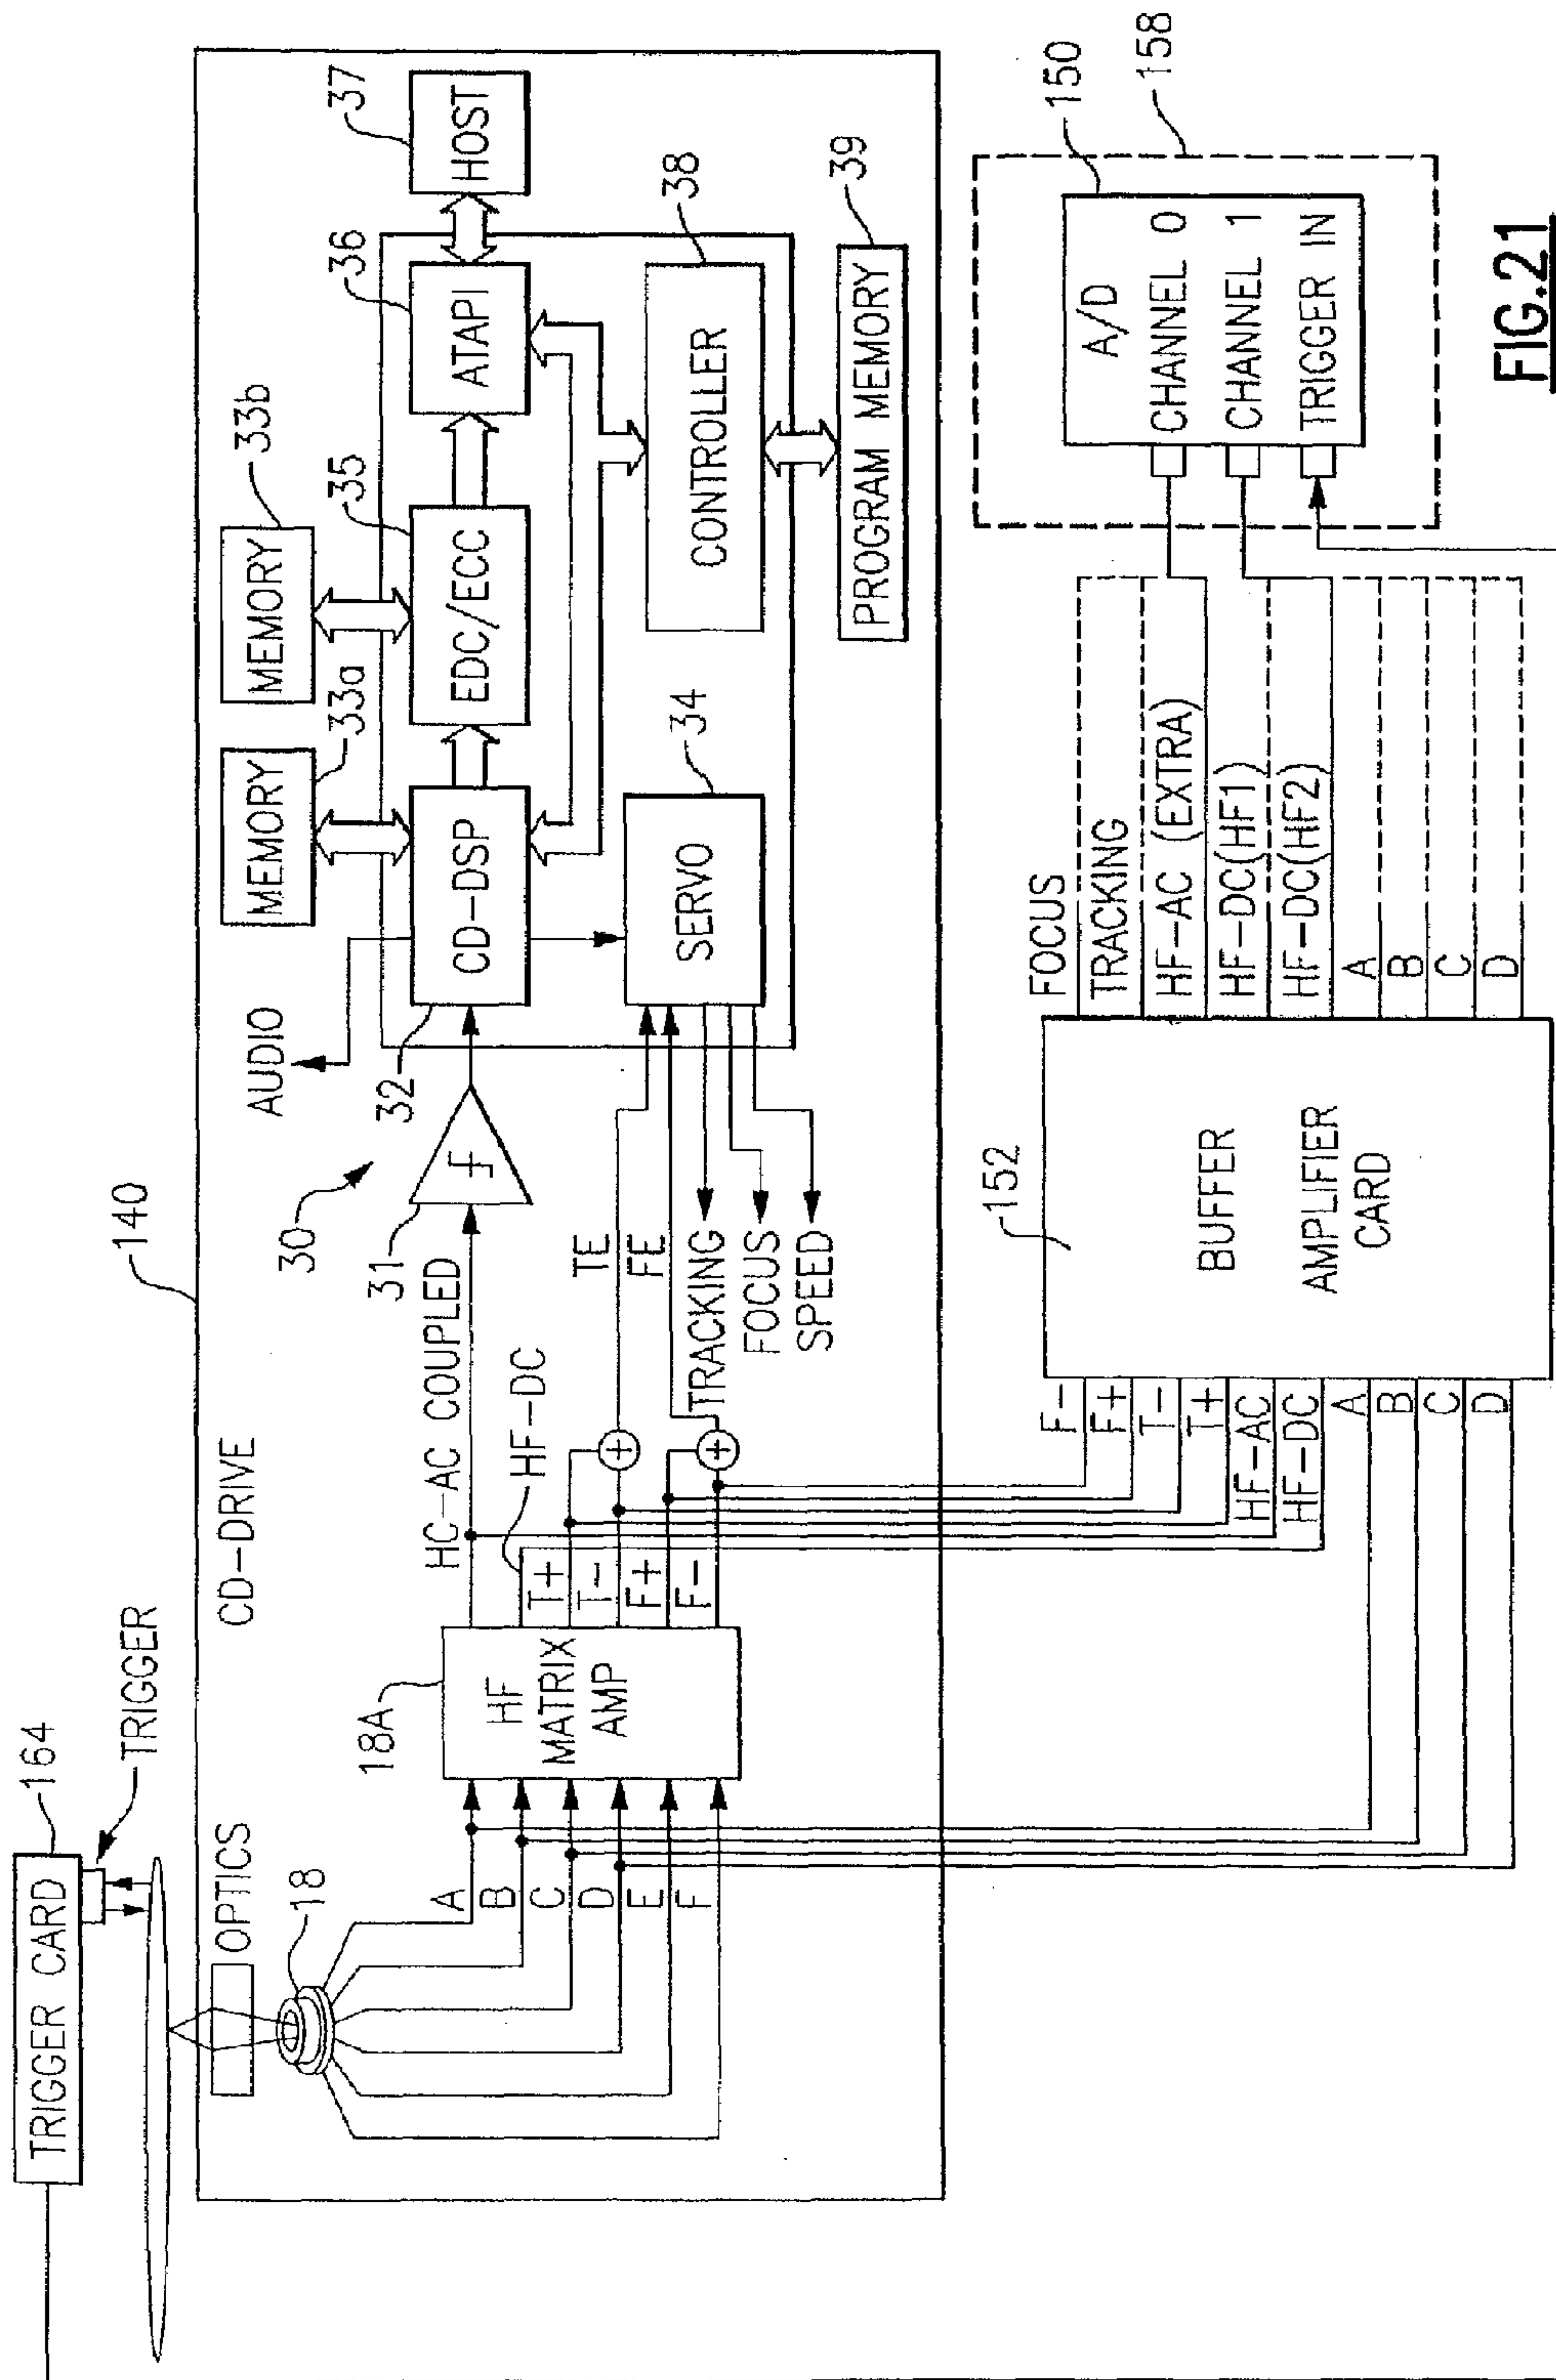 TRIGGER CARD
164
TRIGGER
140
CD-DRIVE
OPTICS
18
A
B
C
D
E
F
18A
HF
MATRIX
AMP
HC-AC COUPLED
HF-DC
T+
T-
F+
F-
30
31
AUDIO
32
CD-DSP
MEMORY
33a
MEMORY
33b
EDC/ECC
35
ATAPI
36
HOST
37
TE
FE
TRACKING
FOCUS
SPEED
SERVO
34
CONTROLLER
38
PROGRAM MEMORY
39
F-
F+
T-
T+
HF-AC
HF-DC
A
B
C
D
152
BUFFER
AMPLIFIER
CARD
FOCUS
TRACKING
HF-AC (EXTRA)
HF-DC(HF1)
HF-DC(HF2)
A
B
C
D
A/D
CHANNEL 0
CHANNEL 1
TRIGGER IN
150
158
FIG.21